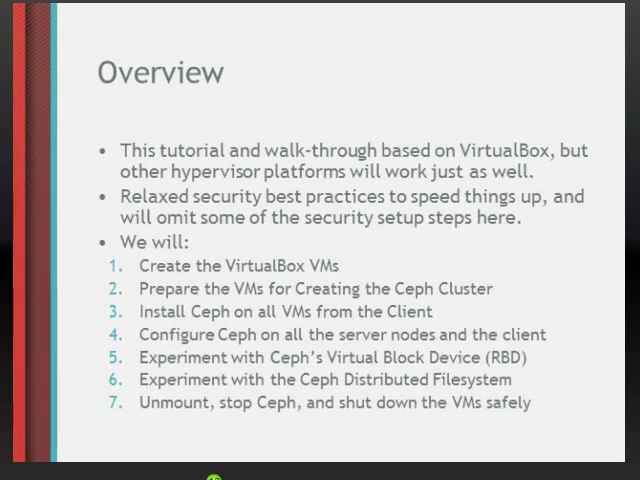 Overview
• This tutorial and walk-through based on VirtualBox, but
other hypervisor platforms will work just as well.
• Relaxed security best practices to speed things up, and
will omit some of the security setup steps here.
• We will:
1. Create the VirtualBox VMs
2. Prepare the VMs for Creating the Ceph Cluster
3. Install Ceph on all VMs from the Client
4. Configure Ceph on all the server nodes and the client
5. Experiment with Ceph's Virtual Block Device (RBD)
6. Experiment with the Ceph Distributed Filesystem
7. Unmount, stop Ceph, and shut down the VMs safely